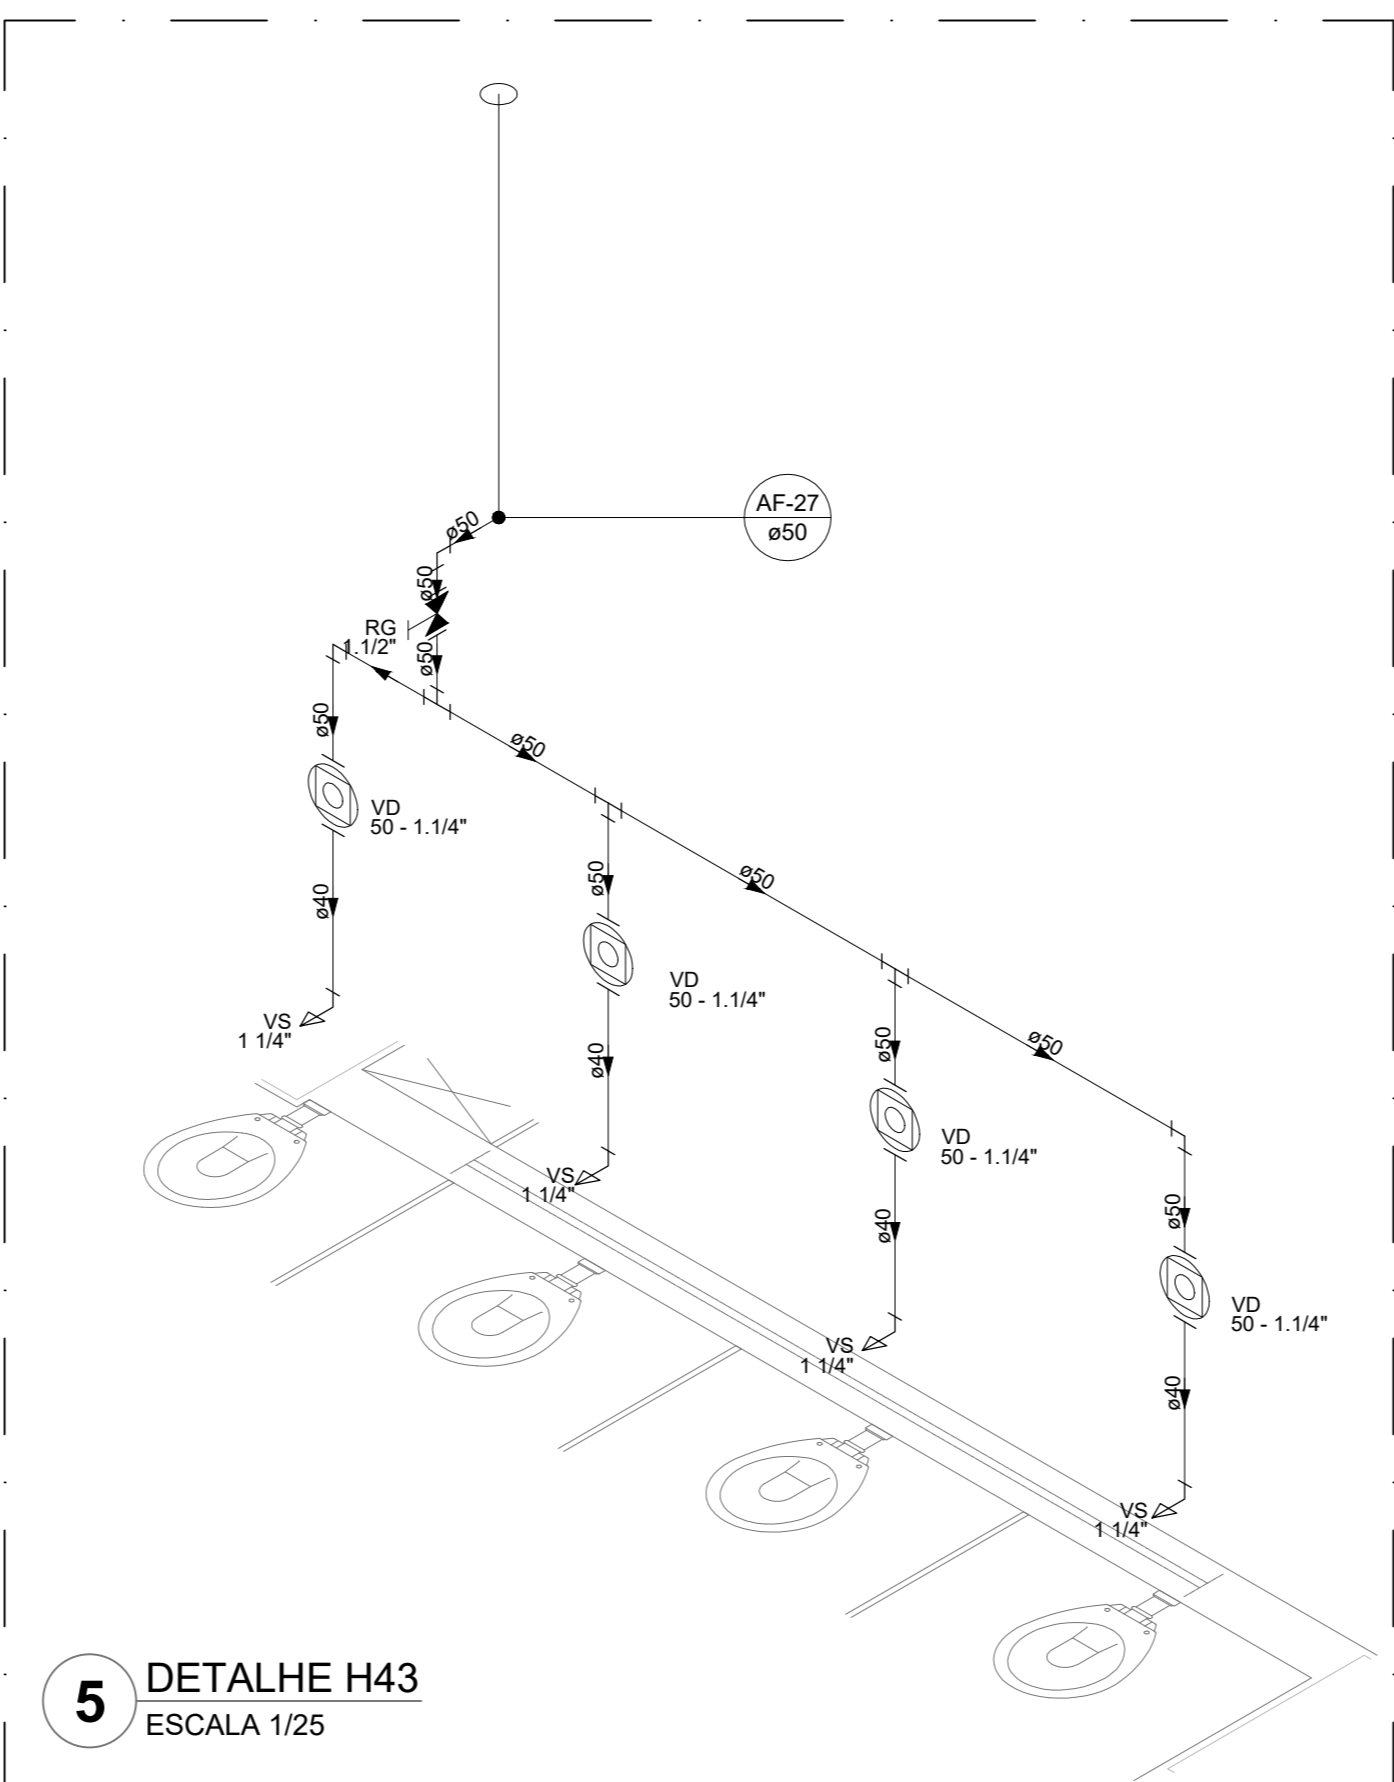 AF-27
ø50
ø50
ø50
RG
1.1/2"
ø50
ø50
ø50
VD
50 - 1.1/4"
ø40
VS
1 1/4"
ø50
ø50
VD
50 - 1.1/4"
ø40
VS
1 1/4"
ø50
ø50
VD
50 - 1.1/4"
ø40
VS
1 1/4"
ø50
VD
50 - 1.1/4"
ø40
VS
1 1/4"
5
DETALHE H43
ESCALA 1/25